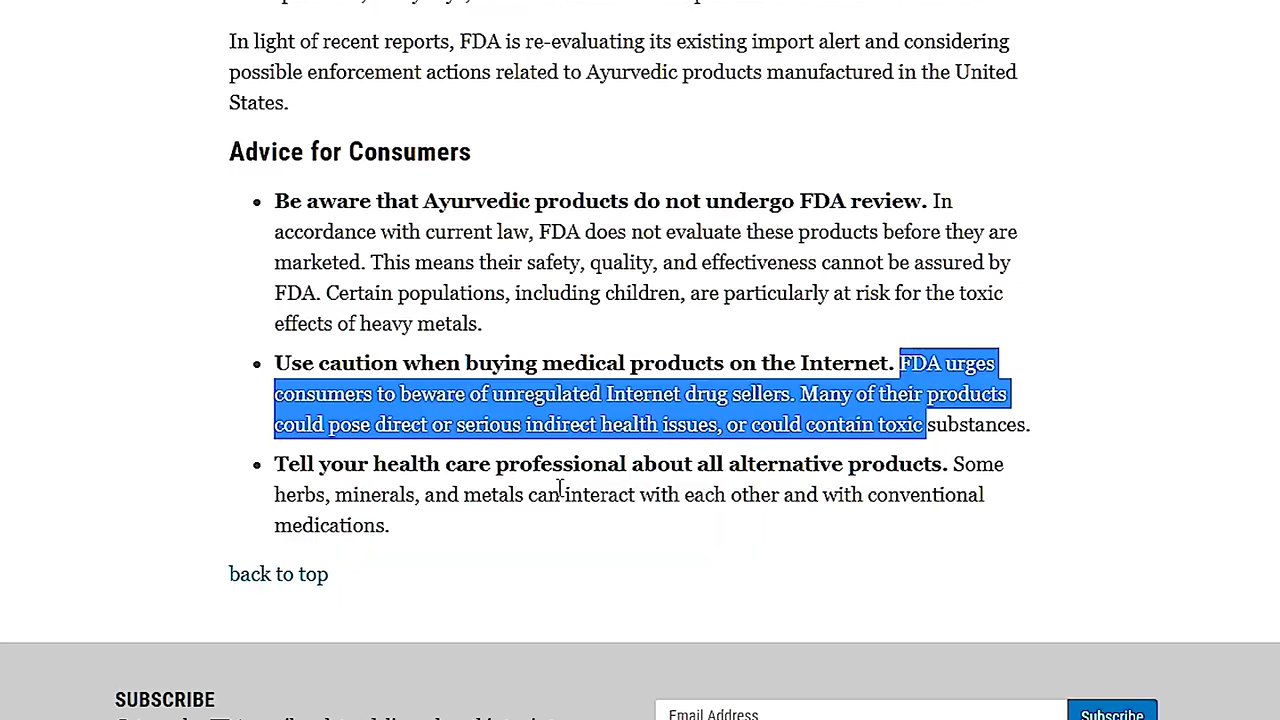 In light of recent reports, FDA is re-evaluating its existing import alert and considering
possible enforcement actions related to Ayurvedic products manufactured in the United
States.
Advice for Consumers
• Be aware that Ayurvedic products do not undergo FDA review. In
accordance with current law, FDA does not evaluate these products before they are
marketed. This means their safety, quality, and effectiveness cannot be assured by
FDA. Certain populations, including children, are particularly at risk for the toxic
effects of heavy metals.
• Use caution when buying medical products on the Internet. FDA urges
consumers to beware of unregulated Internet drug sellers. Many of their products
could pose direct or serious indirect health issues, or could contain toxic substances.
• Tell your health care professional about all alternative products. Some
herbs, minerals, and metals can interact with each other and with conventional
medications.
back to top
SUBSCRIBE
Email Address
Subscribe